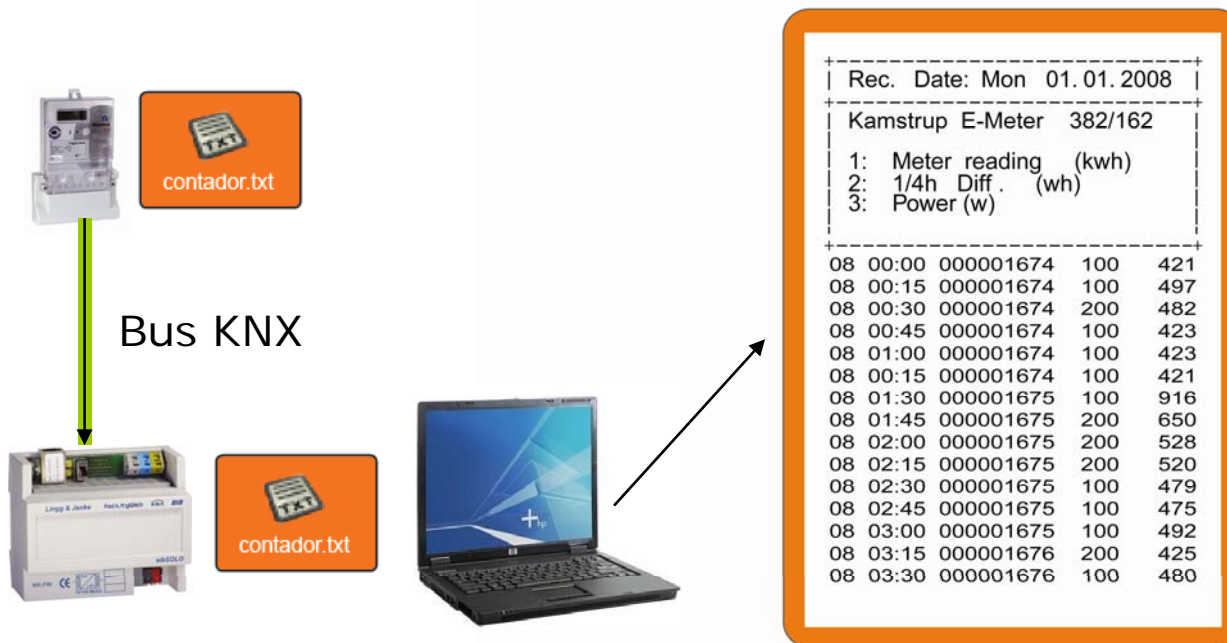 TXT
contador.txt
Bus KNX
Lingg & Janke
eibSOLO
TXT
contador.txt
hp
Rec. Date: Mon 01. 01. 2008
Kamstrup E-Meter 382/162
1: Meter reading (kwh)
2: 1/4h Diff . (wh)
3: Power (w)
08 00:00 000001674 100 421
08 00:15 000001674 100 497
08 00:30 000001674 200 482
08 00:45 000001674 100 423
08 01:00 000001674 100 423
08 00:15 000001674 100 421
08 01:30 000001675 100 916
08 01:45 000001675 200 650
08 02:00 000001675 200 528
08 02:15 000001675 200 520
08 02:30 000001675 100 479
08 02:45 000001675 100 475
08 03:00 000001675 100 492
08 03:15 000001676 200 425
08 03:30 000001676 100 480